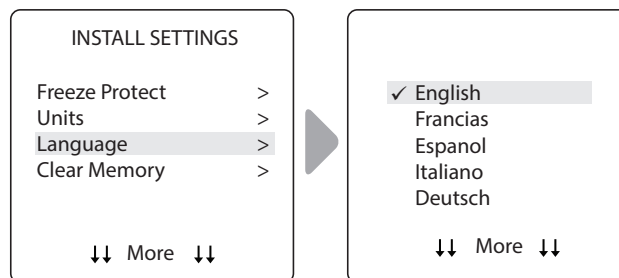 INSTALL SETTINGS
Freeze Protect >
Units >
Language >
Clear Memory >
↓↓ More ↓↓
✓ English
Francias
Espanol
Italiano
Deutsch
↓↓ More ↓↓